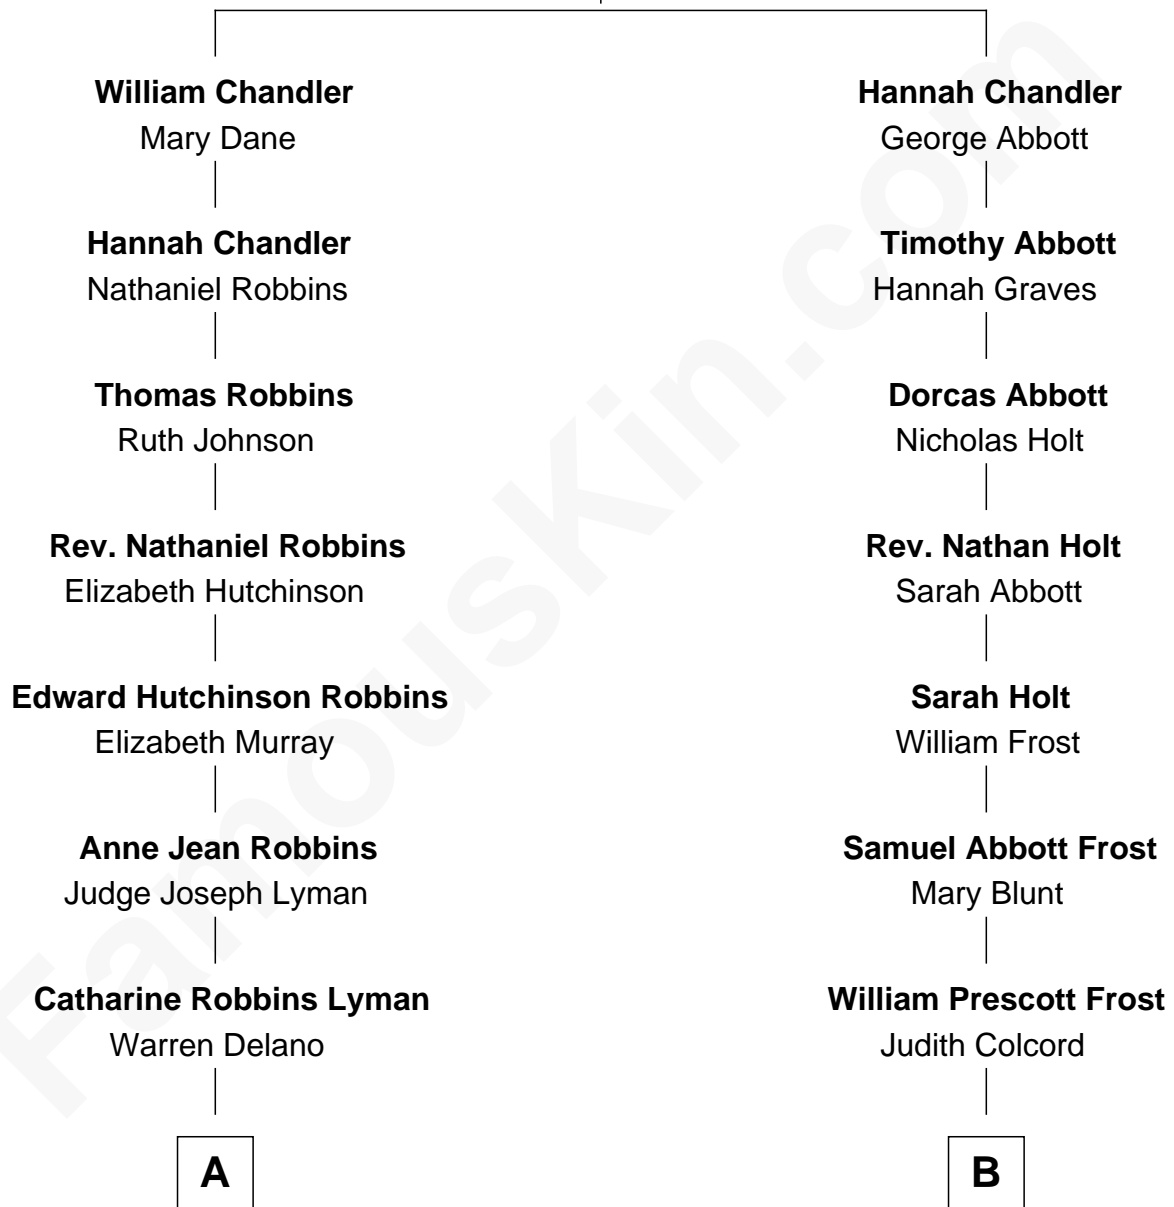 William Chandler
Mary Dane
Hannah Chandler
Nathaniel Robbins
Thomas Robbins
Ruth Johnson
Rev. Nathaniel Robbins
Elizabeth Hutchinson
Edward Hutchinson Robbins
Elizabeth Murray
Anne Jean Robbins
Judge Joseph Lyman
Catharine Robbins Lyman
Warren Delano
A
Hannah Chandler
George Abbott
Timothy Abbott
Hannah Graves
Dorcas Abbott
Nicholas Holt
Rev. Nathan Holt
Sarah Abbott
Sarah Holt
William Frost
Samuel Abbott Frost
Mary Blunt
William Prescott Frost
Judith Colcord
B
FamousKin.com